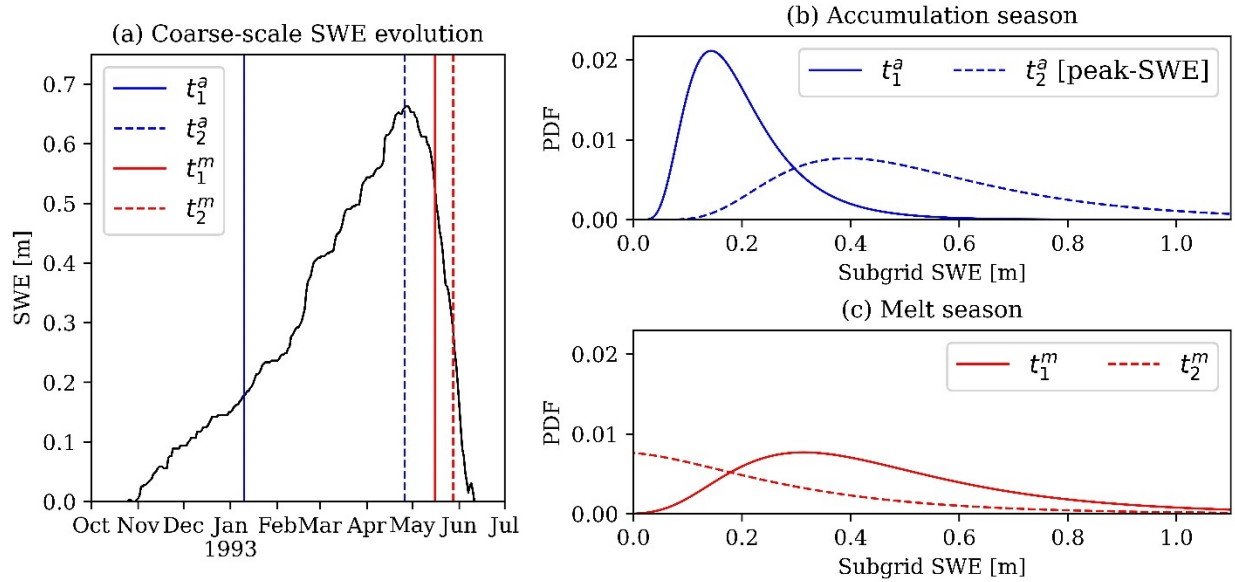 (a) Coarse-scale SWE evolution
SWE [m]
0.7
0.6
0.5
0.4
0.3
0.2
0.1
0.0
t₁ᵃ
t₂ᵃ
t₁ᵐ
t₂ᵐ
Oct Nov Dec Jan Feb Mar Apr May Jun Jul
1993
(b) Accumulation season
PDF
0.02
0.01
0.00
t₁ᵃ t₂ᵃ [peak-SWE]
0.0 0.2 0.4 0.6 0.8 1.0
Subgrid SWE [m]
(c) Melt season
PDF
0.02
0.01
0.00
t₁ᵐ t₂ᵐ
0.0 0.2 0.4 0.6 0.8 1.0
Subgrid SWE [m]